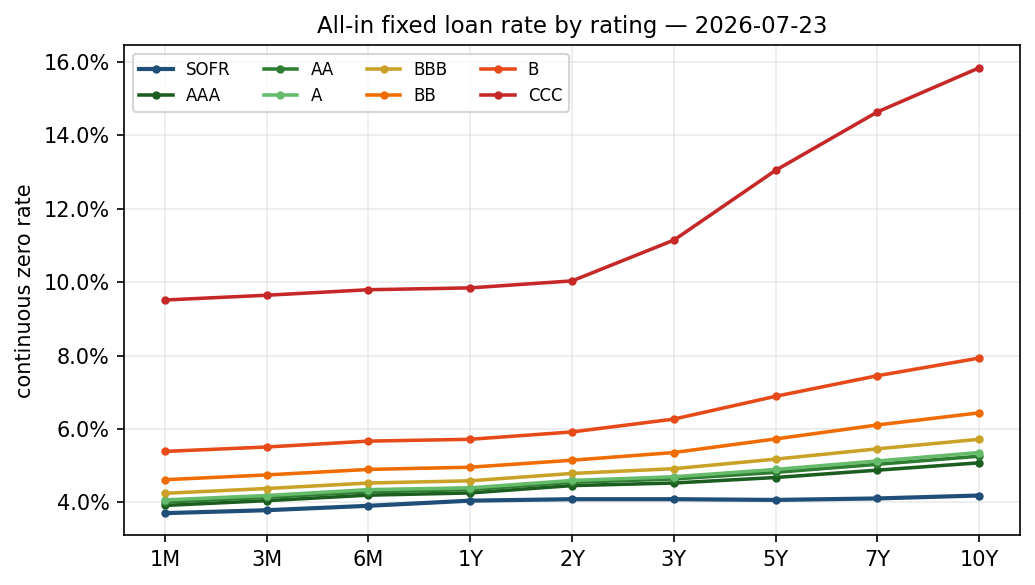 All-in fixed loan rate by rating — 2026-07-23
continuous zero rate
16.0%
14.0%
12.0%
10.0%
8.0%
6.0%
4.0%
SOFR AA BBB B
AAA A BB CCC
1M 3M 6M 1Y 2Y 3Y 5Y 7Y 10Y